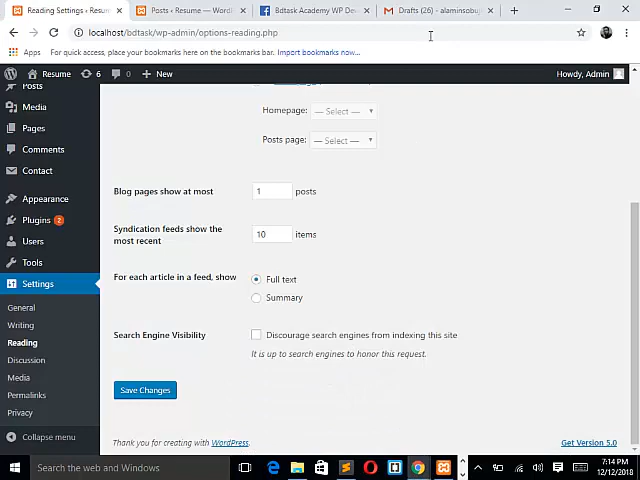 Reading Settings ‹ Resume
Posts ‹ Resume — Word
Bdtask Academy WP De
Drafts (26) - alaminsobuj
localhost/bdtask/wp-admin/options-reading.php
Apps For quick access, place your bookmarks here on the bookmarks bar. Import bookmarks now...
Resume 6 0 + New Howdy, Admin
Posts
Media
Pages
Comments
Contact
Appearance
Plugins 2
Users
Tools
Settings
General
Writing
Reading
Discussion
Media
Permalinks
Privacy
Collapse menu
Homepage: — Select —
Posts page: — Select —
Blog pages show at most 1 posts
Syndication feeds show the
most recent 10 items
For each article in a feed, show Full text
Summary
Search Engine Visibility Discourage search engines from indexing this site
It is up to search engines to honor this request.
Save Changes
Thank you for creating with WordPress. Get Version 5.0
Search the web and Windows
7:14 PM
12/12/2018